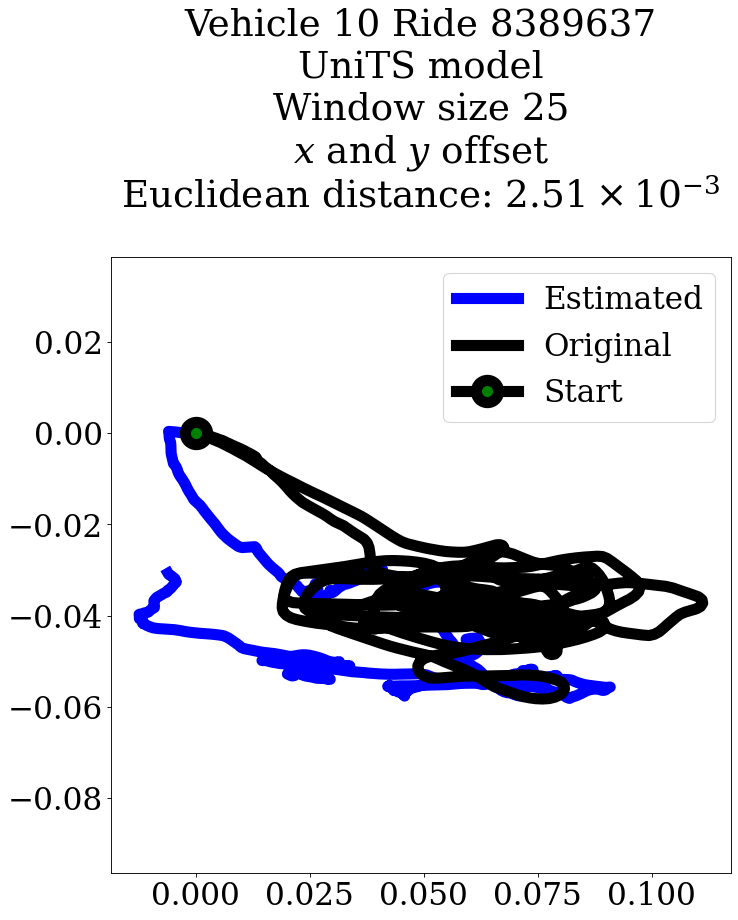 Vehicle 10 Ride 8389637
UniTS model
Window size 25
x and y offset
Euclidean distance: 2.51 × 10⁻³
Estimated
Original
Start
0.02
0.00
−0.02
−0.04
−0.06
−0.08
0.000 0.025 0.050 0.075 0.100